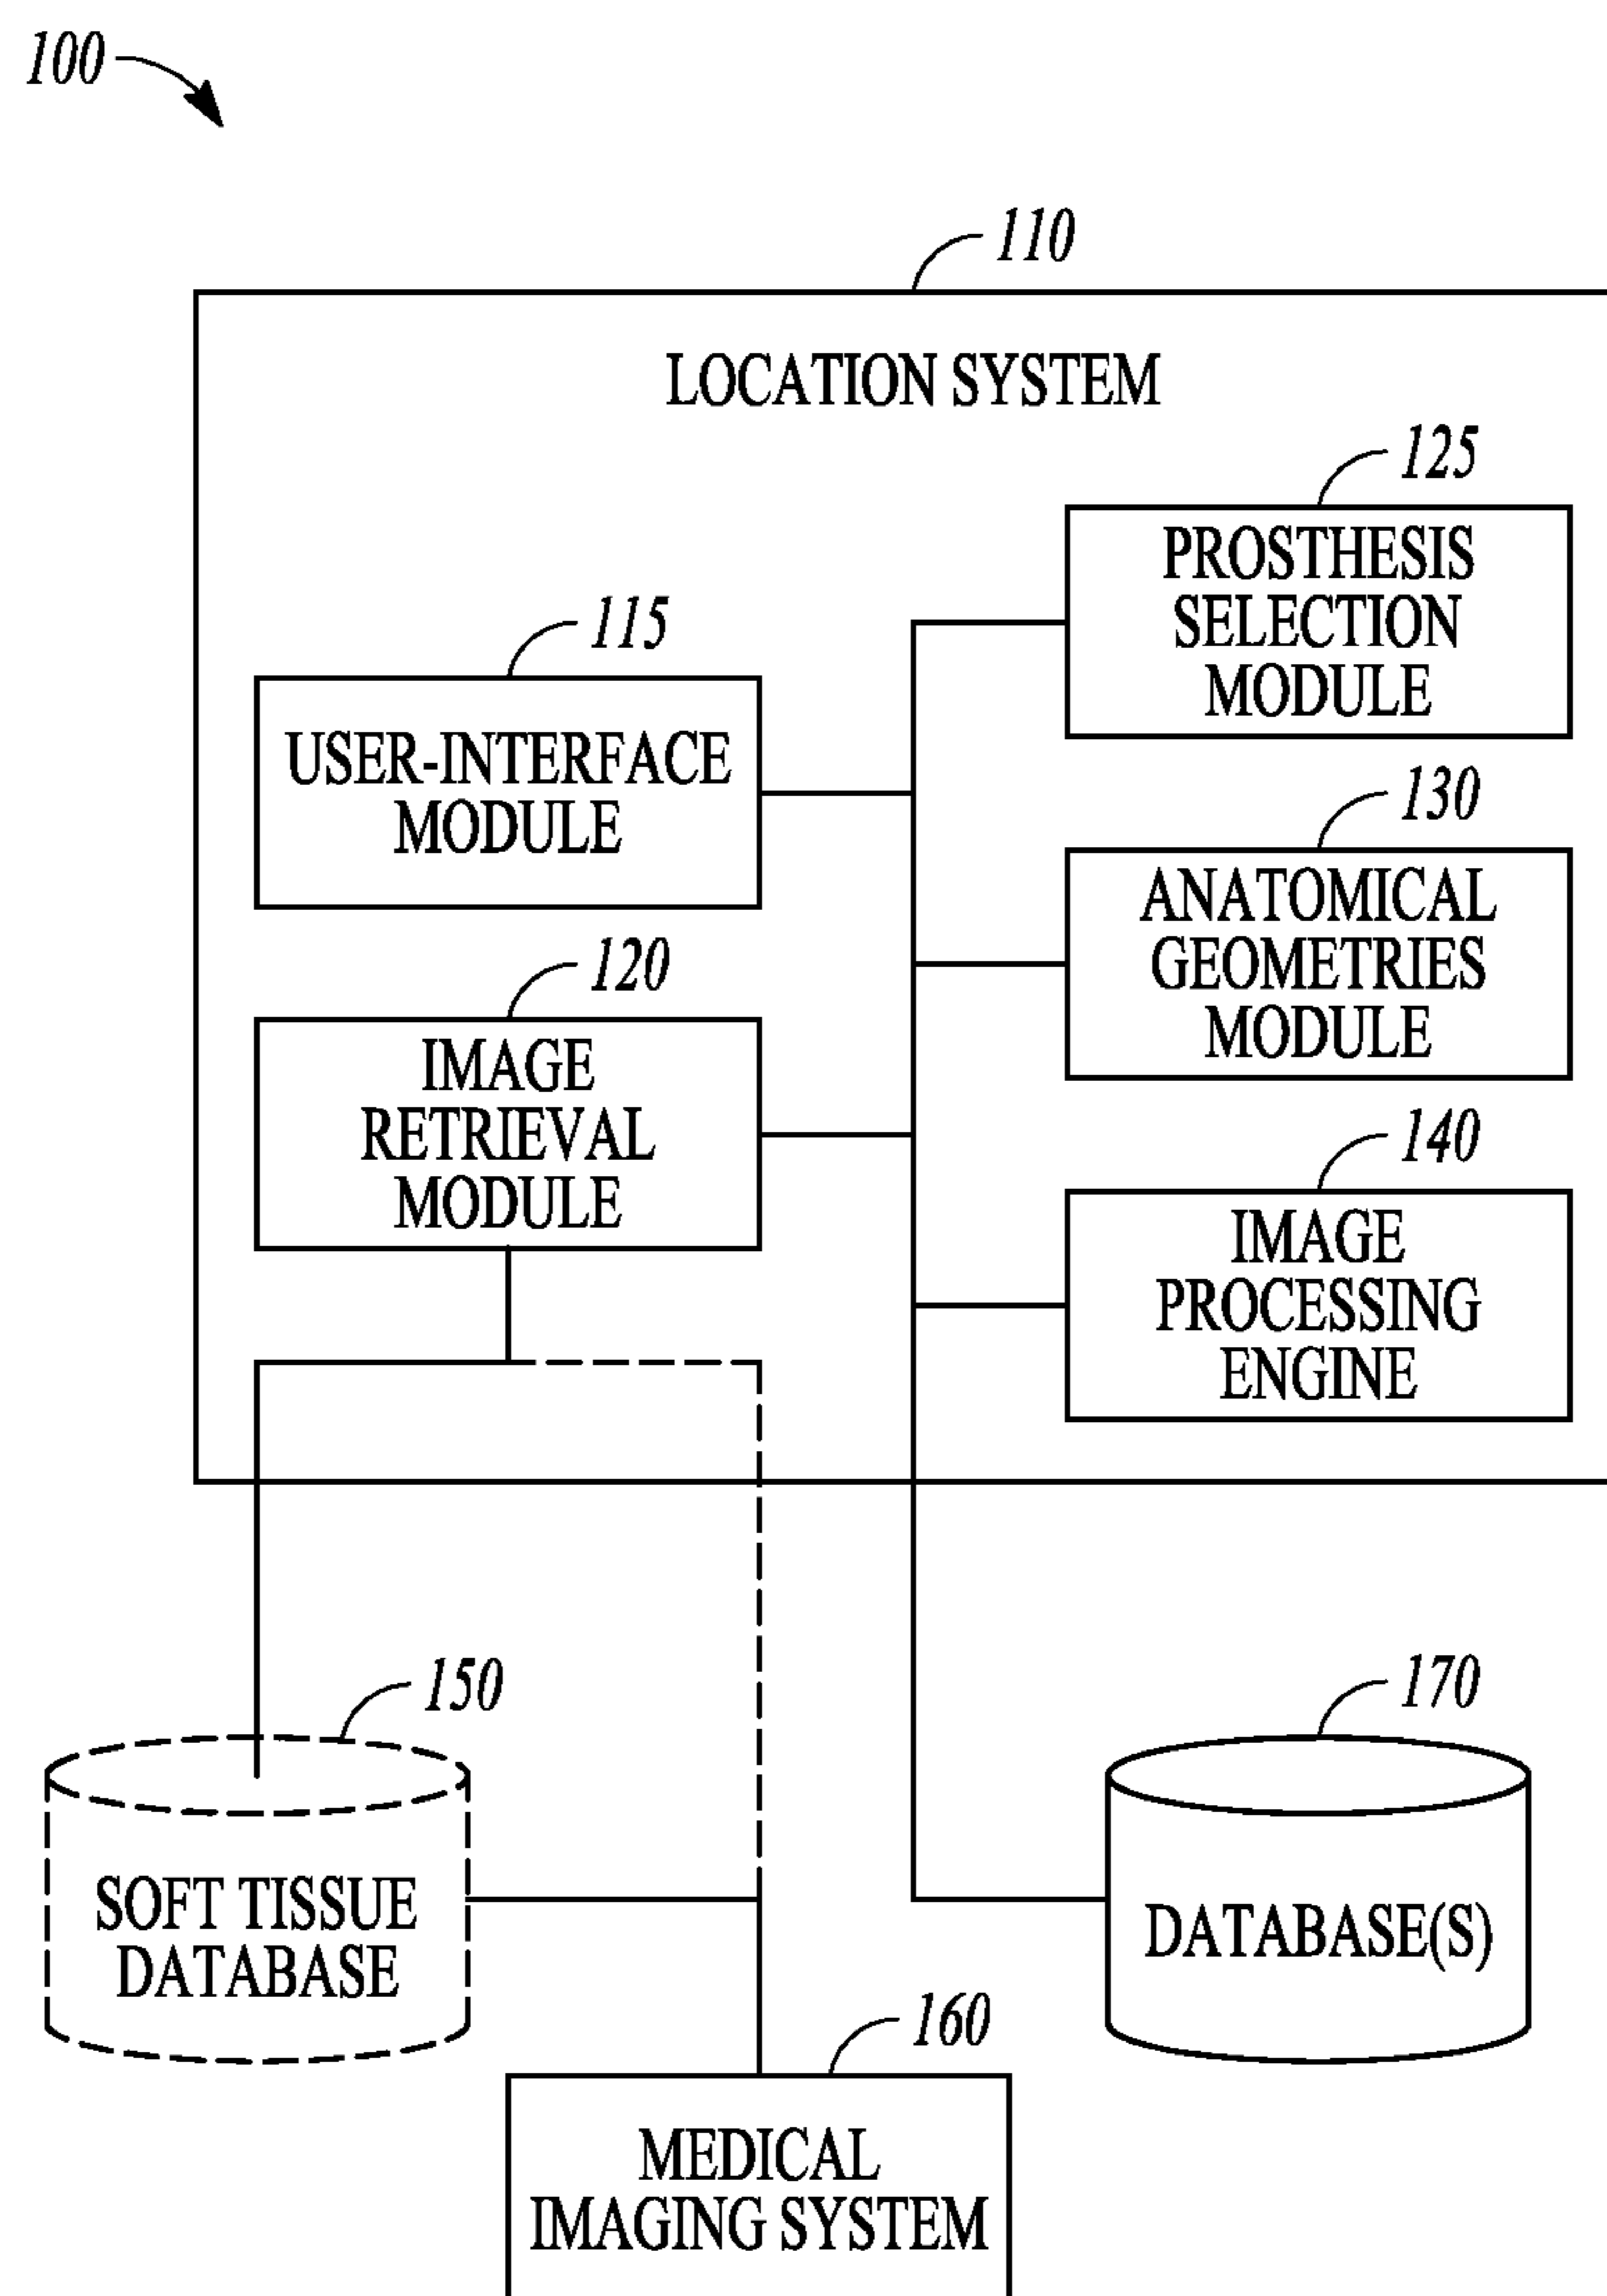 100
110
LOCATION SYSTEM
125
PROSTHESIS
SELECTION
MODULE
115
USER-INTERFACE
MODULE
130
ANATOMICAL
GEOMETRIES
MODULE
120
IMAGE
RETRIEVAL
MODULE
140
IMAGE
PROCESSING
ENGINE
150
SOFT TISSUE
DATABASE
170
DATABASE(S)
160
MEDICAL
IMAGING SYSTEM